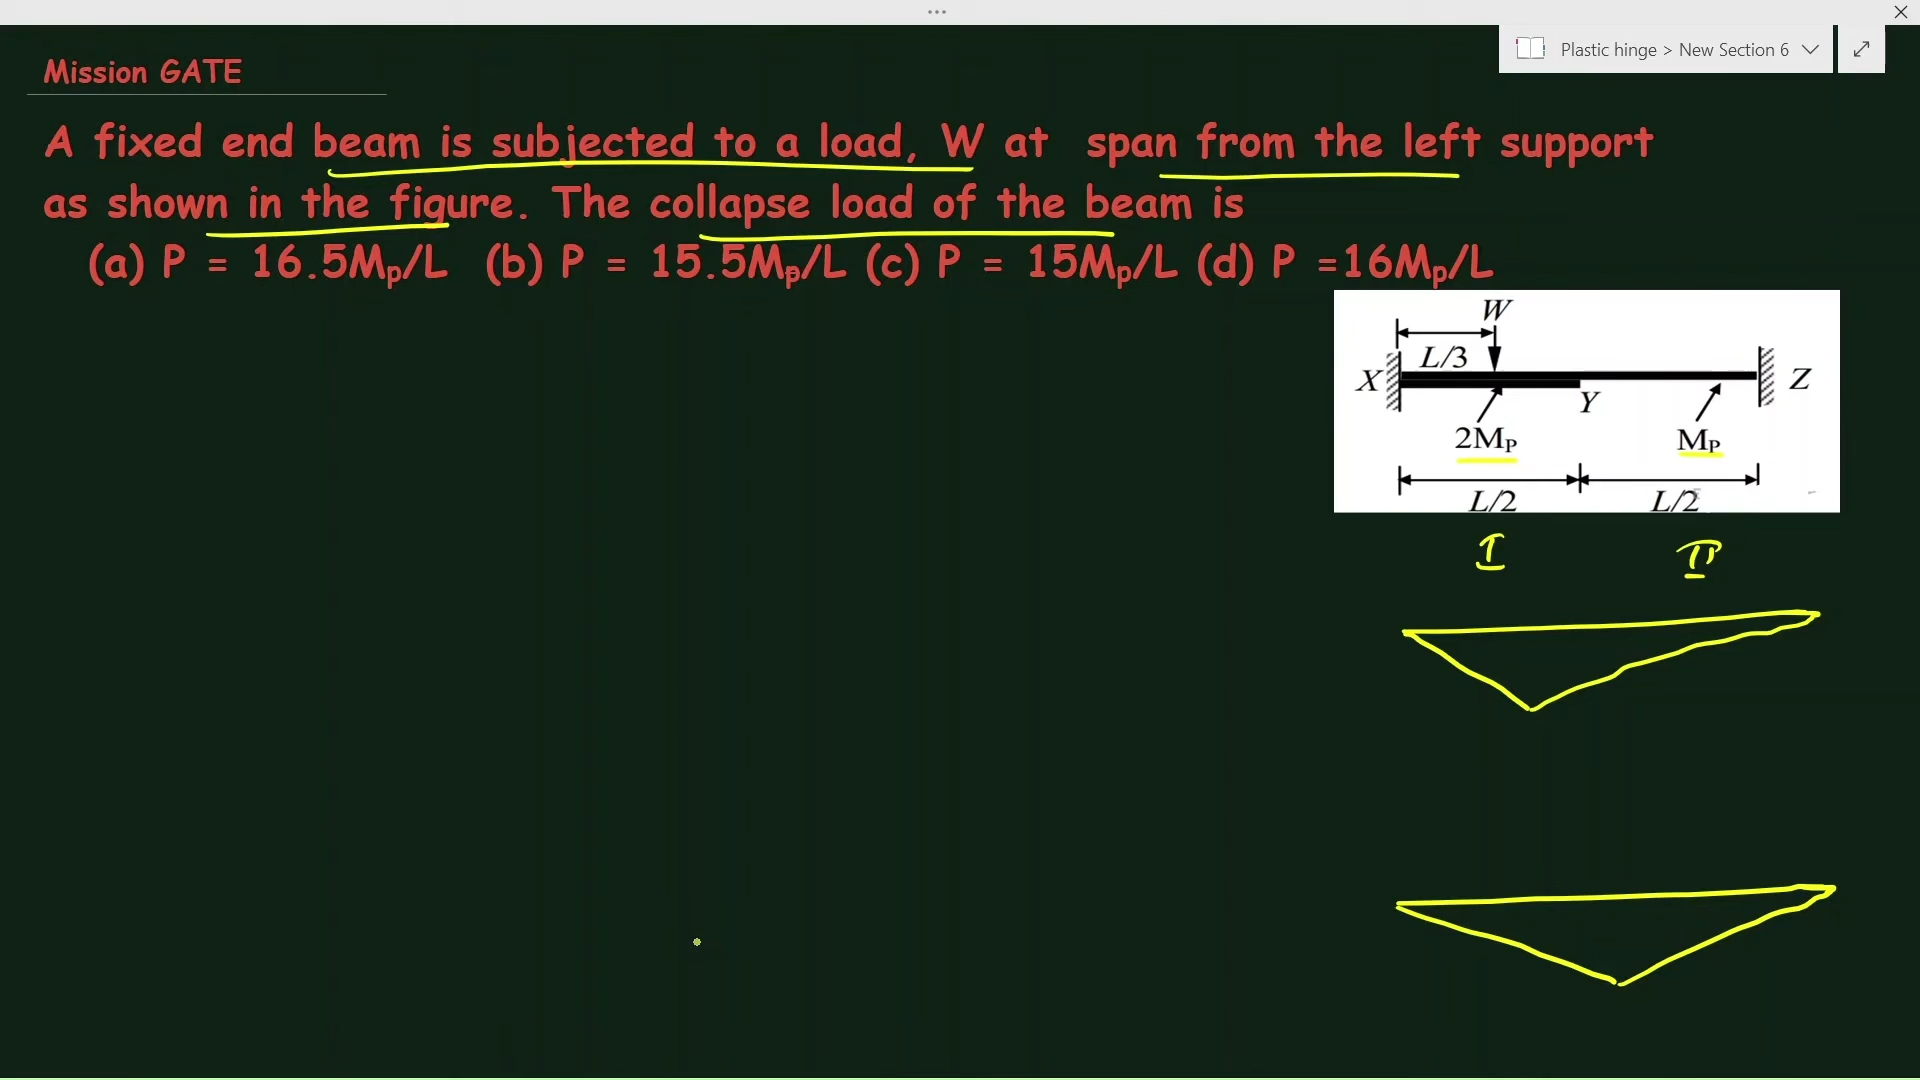 Plastic hinge > New Section 6
Mission GATE
A fixed end beam is subjected to a load, W at span from the left support
as shown in the figure. The collapse load of the beam is
(a) P = 16.5Mp/L (b) P = 15.5Mp/L (c) P = 15Mp/L (d) P =16Mp/L
W
L/3
X
Z
Y
2MP
MP
L/2 L/2
I II